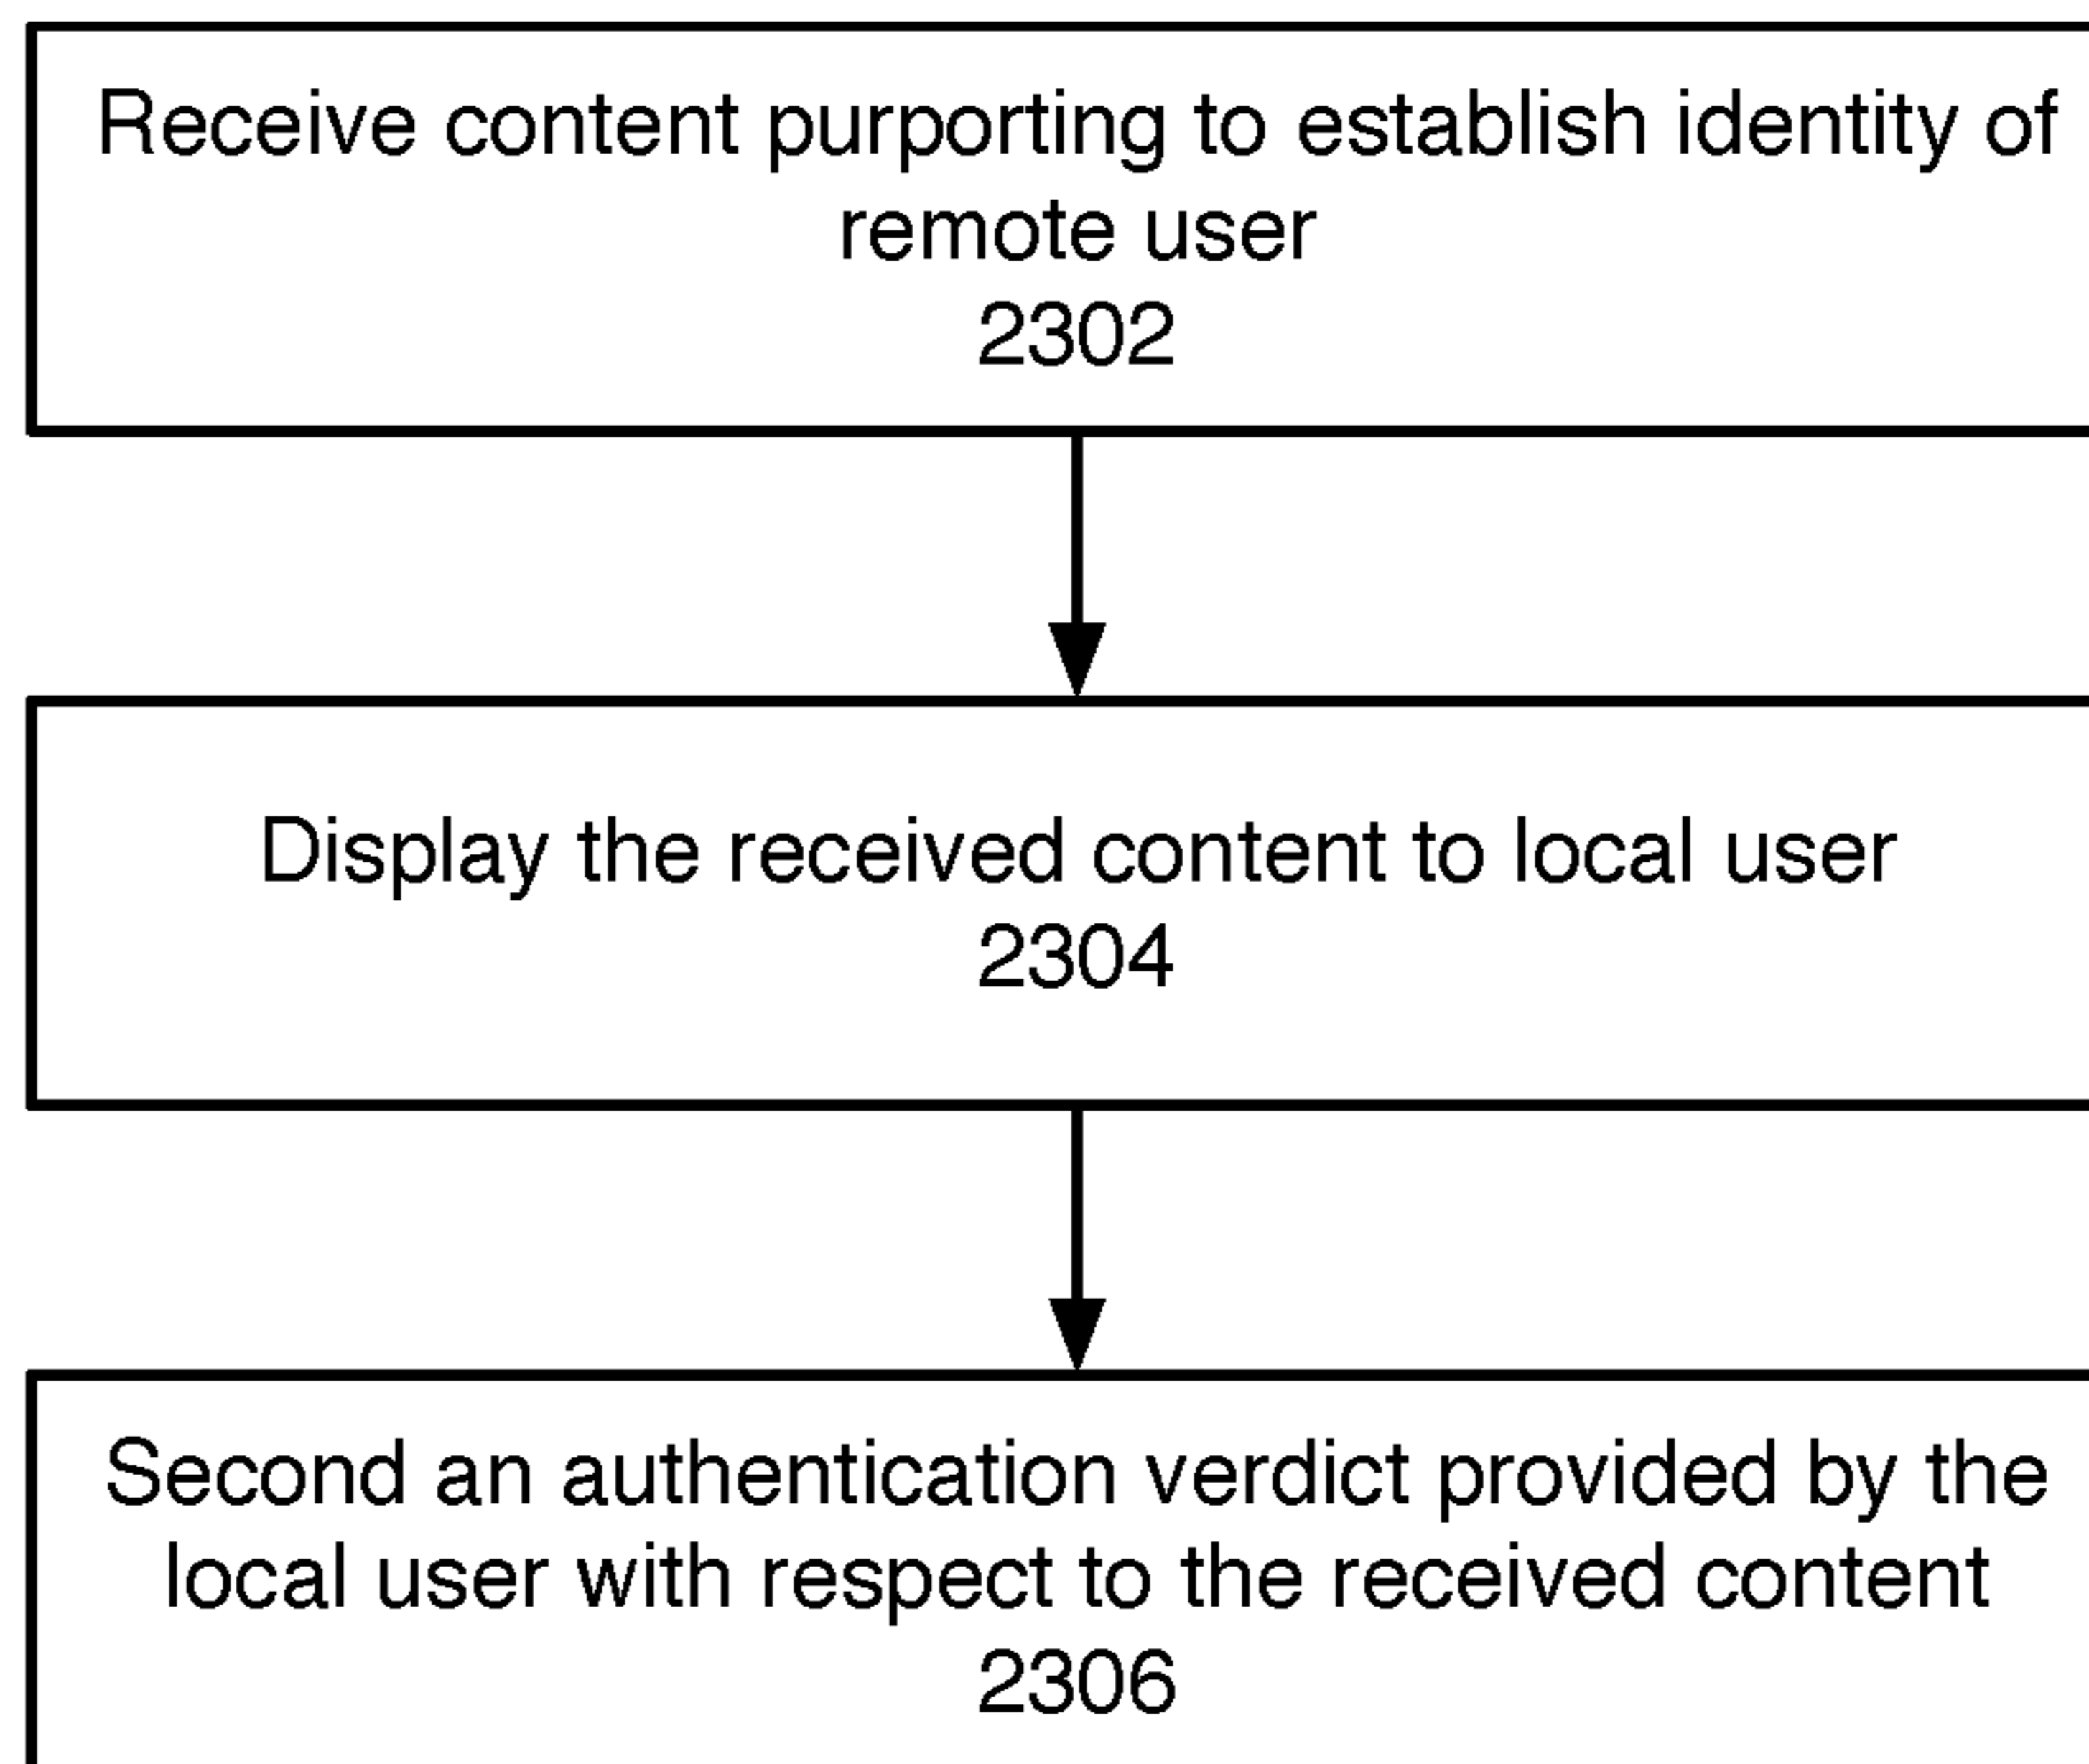 Receive content purporting to establish identity of
remote user
2302
Display the received content to local user
2304
Second an authentication verdict provided by the
local user with respect to the received content
2306